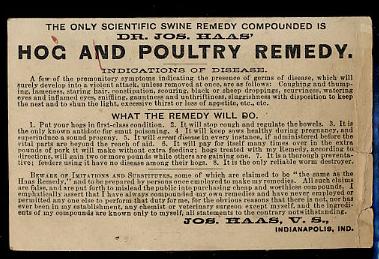 THE ONLY SCIENTIFIC SWINE REMEDY COMPOUNDED IS
DR. JOS. HAAS'
HOG AND POULTRY REMEDY.
INDICATIONS OF DISEASE.
A few of the premonitory symptoms indicating the presence of germs of disease, which will
surely develop into a violent attack, unless removed at once, are as follows: Coughing and thump-
ing, lameness, staring hair, constipation, scouring, black or sleep droppings, costiveness, watering
eyes and inflamed eyes, sniffling, gauntness and unthriftiness, sluggishness with disposition to keep
the nest and to shun the light, excessive thirst or loss of appetite, etc., etc.
WHAT THE REMEDY WILL DO.
1. Put your hogs in first-class condition. 2. It will stop cough and regulate the bowels. 3. It is
the only known antidote for snout poisoning. 4. It will keep sows healthy during pregnancy, and
superinduce a sound progeny. 5. It will arrest disease in every instance, if administered before the
vital parts are beyond the reach of aid. 6. It will pay for itself many times over in the extra
pounds of pork it will make without extra feeding; hogs treated with my Remedy, according to
directions, will gain two or more pounds while others are gaining one. 7. It is a thorough preventa-
tive; feeders using it have no disease among their hogs. 8. It is the only reliable worm destroyer.
BEWARE OF IMITATIONS AND SUBSTITUTES, some of which are claimed to be "the same as the
Haas Remedy," and to be prepared by persons once employed to make my remedies. All such claims
are false, and are put forth to mislead the public into purchasing cheap and worthless compounds. I
emphatically assert that I have always compounded my own remedies and have never employed or
permitted any one else to perform that duty for me, for the obvious reasons that there is not, nor has
ever been in my establishment, any chemist or veterinary surgeon except myself, and the ingredi-
ents of my compounds are known only to myself, all statements to the contrary notwithstanding.
JOS. HAAS, V. S.,
INDIANAPOLIS, IND.